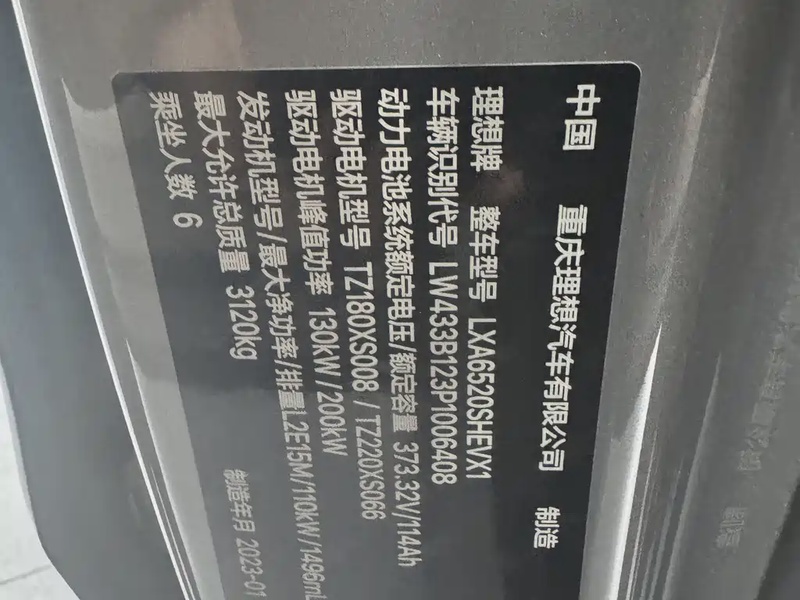 中国 重庆理想汽车有限公司 制造
理想牌 整车型号 LXA6520SHEVX1
车辆识别代号 LW433B123P1006408
动力电池系统额定电压/额定容量 373.32V/114Ah
驱动电机型号 TZ180XS008 / TZ220XS066
驱动电机峰值功率 130kW/200kW
发动机型号/最大净功率/排量L2E15M/110kW/1496mL
最大允许总质量 3120kg
制造年月 2023-01
乘坐人数 6